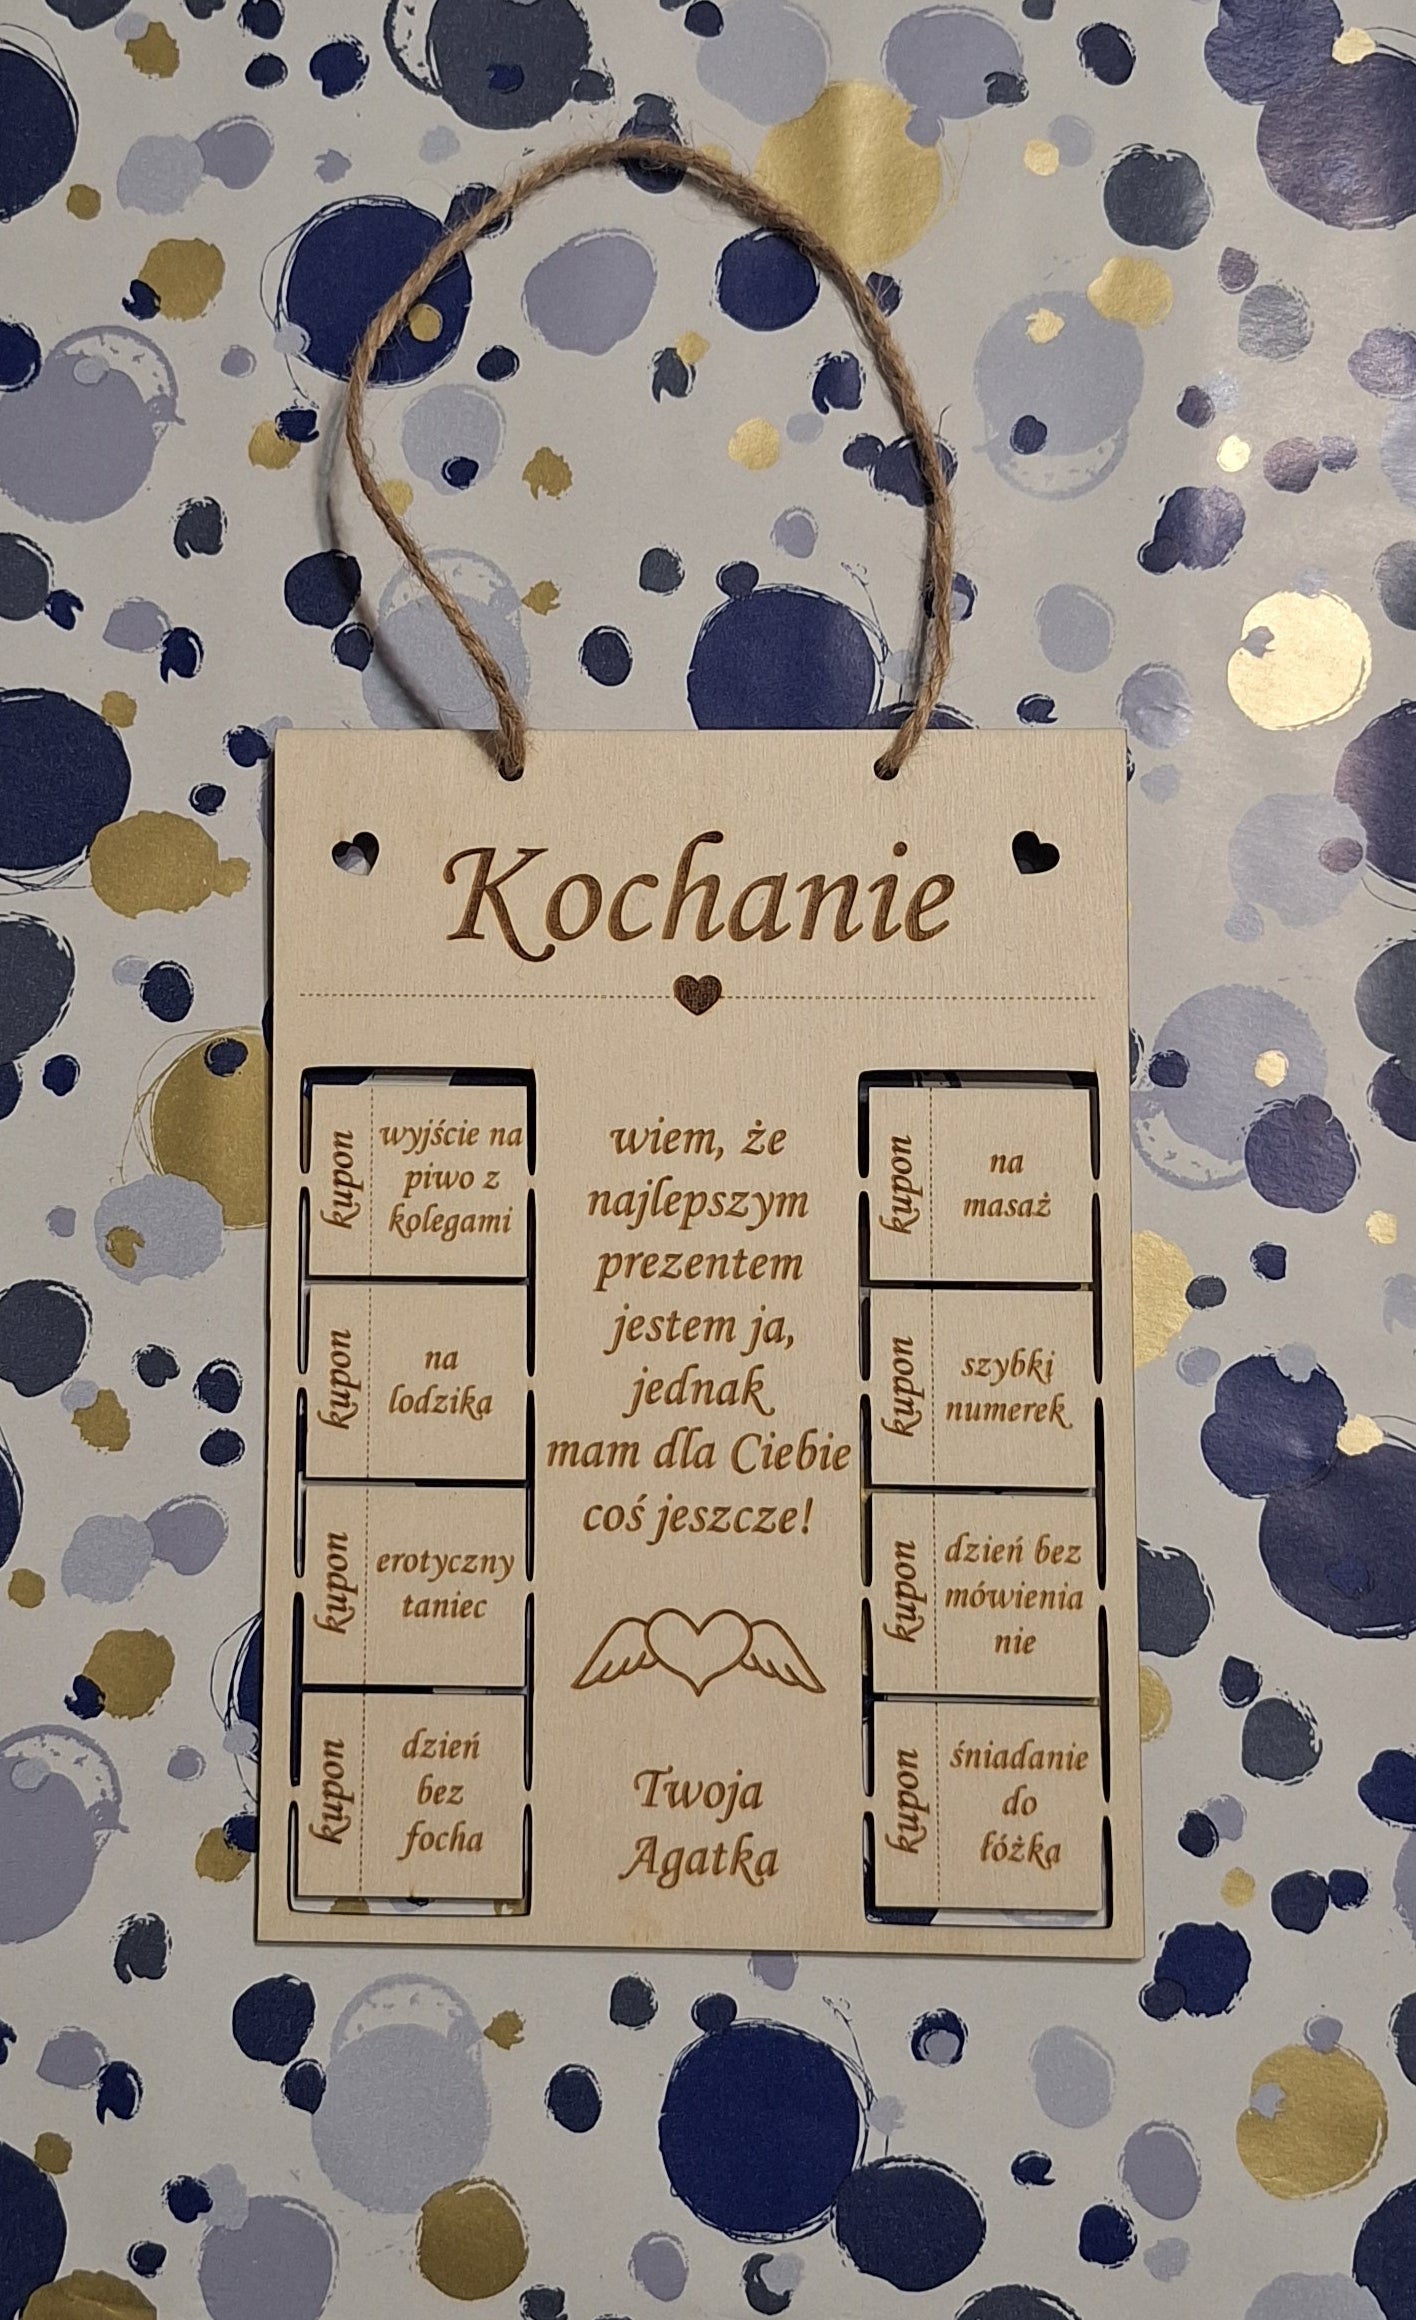 Kochanie
kupon
wyjście na
piwo z
kolegami
kupon
na
lodzika
kupon
erotyczny
taniec
kupon
dzień
bez
focha
wiem, że
najlepszym
prezentem
jestem ja,
jednak
mam dla Ciebie
coś jeszcze!
Twoja
Agatka
kupon
na
masaż
kupon
szybki
numerek
kupon
dzień bez
mówienia
nie
kupon
śniadanie
do
łóżka